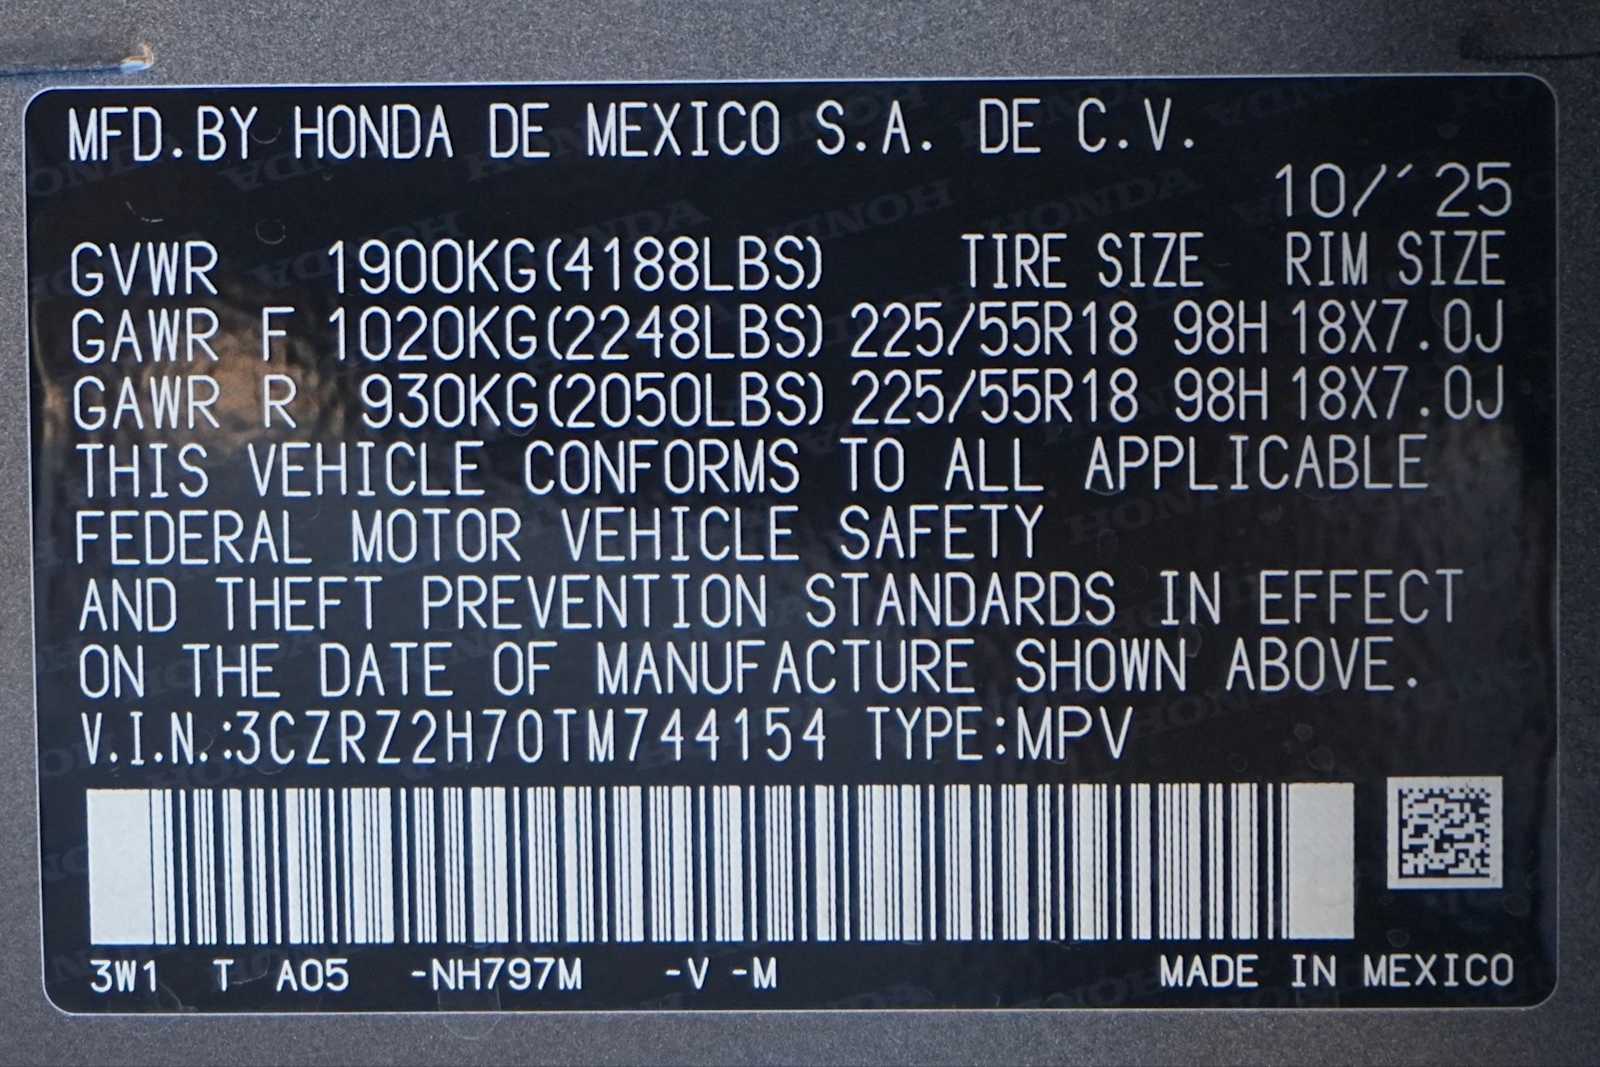 MFD.BY HONDA DE MEXICO S.A. DE C.V.
10/'25
GVWR 1900KG(4188LBS) TIRE SIZE RIM SIZE
GAWR F 1020KG(2248LBS) 225/55R18 98H 18X7.0J
GAWR R 930KG(2050LBS) 225/55R18 98H 18X7.0J
THIS VEHICLE CONFORMS TO ALL APPLICABLE
FEDERAL MOTOR VEHICLE SAFETY
AND THEFT PREVENTION STANDARDS IN EFFECT
ON THE DATE OF MANUFACTURE SHOWN ABOVE.
V.I.N.:3CZRZ2H70TM744154 TYPE:MPV
3W1 T A05 -NH797M -V -M MADE IN MEXICO